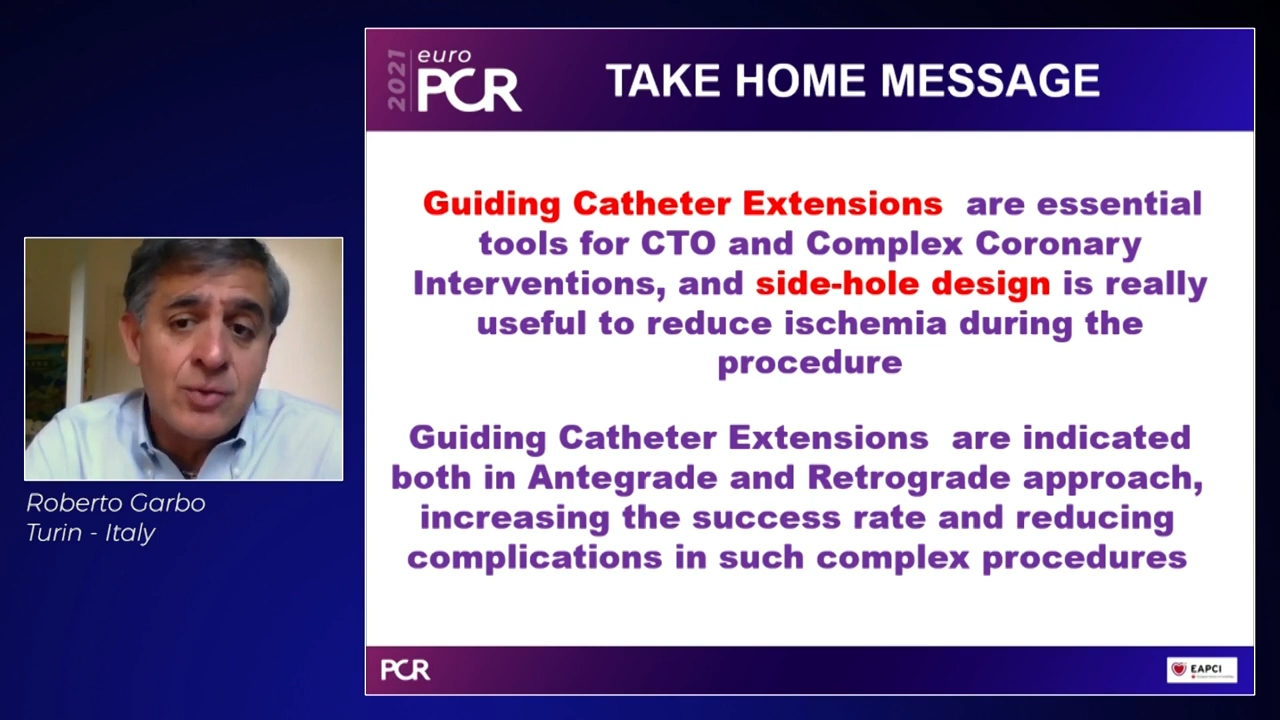 2021
euro
PCR
TAKE HOME MESSAGE
Guiding Catheter Extensions are essential
tools for CTO and Complex Coronary
Interventions, and side-hole design is really
useful to reduce ischemia during the
procedure
Guiding Catheter Extensions are indicated
both in Antegrade and Retrograde approach,
increasing the success rate and reducing
complications in such complex procedures
Roberto Garbo
Turin - Italy
PCR
EAPCI